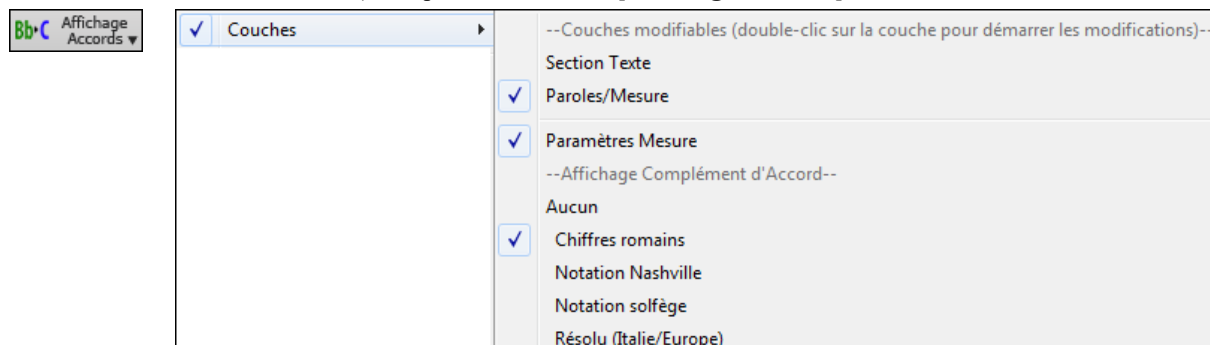 Bb•C Affichage
Accords ▾
Couches
--Couches modifiables (double-clic sur la couche pour démarrer les modifications)--
Section Texte
Paroles/Mesure
Paramètres Mesure
--Affichage Complément d'Accord--
Aucun
Chiffres romains
Notation Nashville
Notation solfège
Résolu (Italie/Europe)